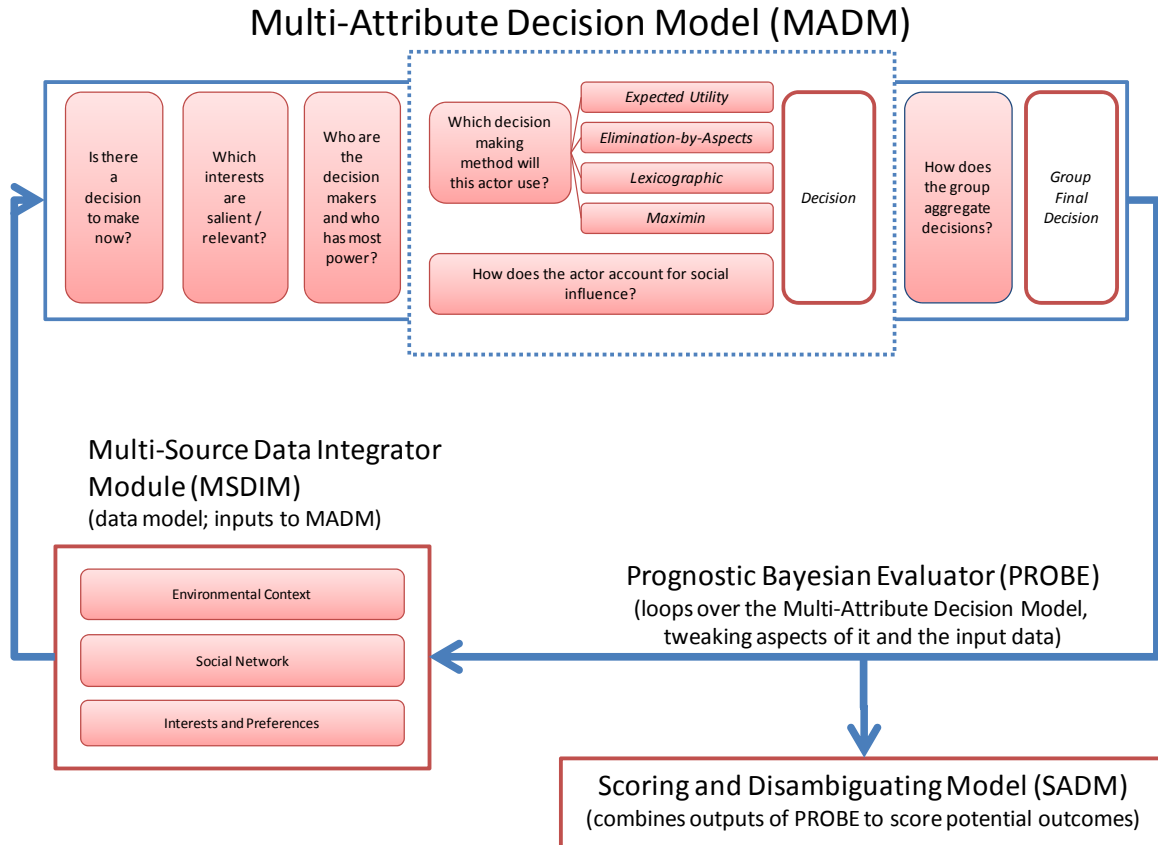 Multi-Attribute Decision Model (MADM)
Is there
a
decision
to make
now?
Which
interests
are
salient /
relevant?
Who are
the
decision
makers
and who
has most
power?
Which decision
making
method will
this actor use?
Expected Utility
Elimination-by-Aspects
Lexicographic
Maximin
How does the actor account for social
influence?
Decision
How does
the group
aggregate
decisions?
Group
Final
Decision
Multi-Source Data Integrator
Module (MSDIM)
(data model; inputs to MADM)
Environmental Context
Social Network
Interests and Preferences
Prognostic Bayesian Evaluator (PROBE)
(loops over the Multi-Attribute Decision Model,
tweaking aspects of it and the input data)
Scoring and Disambiguating Model (SADM)
(combines outputs of PROBE to score potential outcomes)